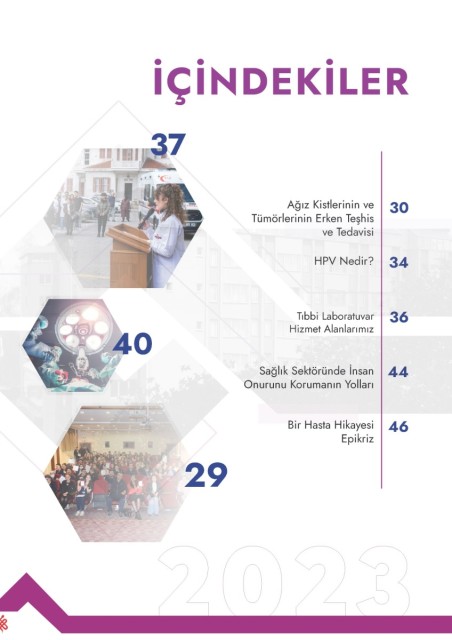 İÇİNDEKİLER
37
40
29
Ağız Kistlerinin ve
Tümörlerinin Erken Teşhis
ve Tedavisi
30
HPV Nedir?
34
Tıbbi Laboratuvar
Hizmet Alanlarımız
36
Sağlık Sektöründe İnsan
Onurunu Korumanın Yolları
44
Bir Hasta Hikayesi
Epikriz
46
2023